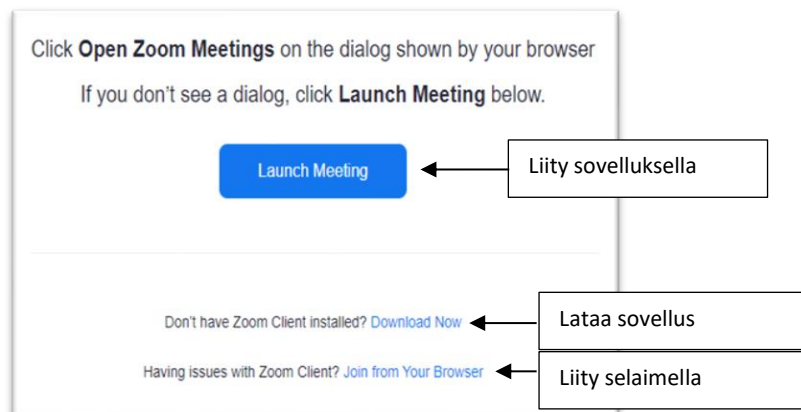 Click Open Zoom Meetings on the dialog shown by your browser
If you don't see a dialog, click Launch Meeting below.
Launch Meeting
Liity sovelluksella
Don't have Zoom Client installed? Download Now
Lataa sovellus
Having issues with Zoom Client? Join from Your Browser
Liity selaimella